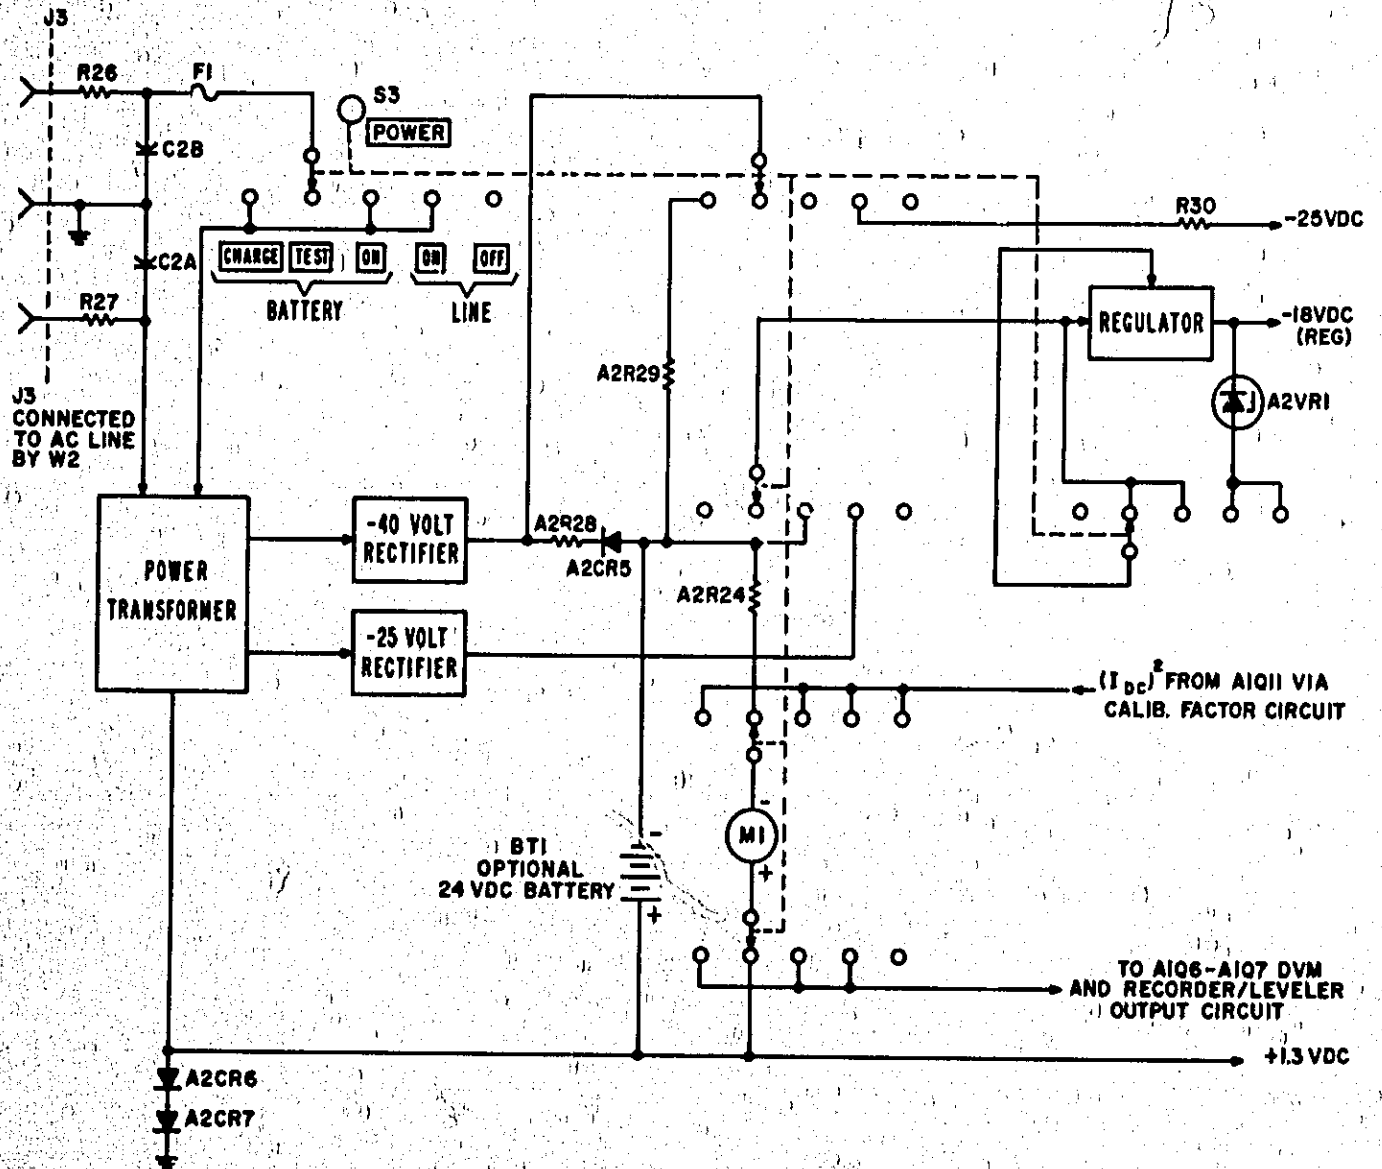 J3
R26
F1
S3
POWER
C2B
C2A
R27
CHARGE TEST ON ON OFF
BATTERY LINE
R30
-25VDC
REGULATOR
-18VDC
(REG)
A2VR1
A2R29
J3
CONNECTED
TO AC LINE
BY W2
POWER
TRANSFORMER
-40 VOLT
RECTIFIER
A2R28
A2CR5
A2R24
-25 VOLT
RECTIFIER
(I DC)² FROM A1Q11 VIA
CALIB. FACTOR CIRCUIT
-
M1
+
BT1
OPTIONAL
24 VDC BATTERY
-
+
TO A1Q6-A1Q7 DVM
AND RECORDER/LEVELER
OUTPUT CIRCUIT
+1.3 VDC
A2CR6
A2CR7